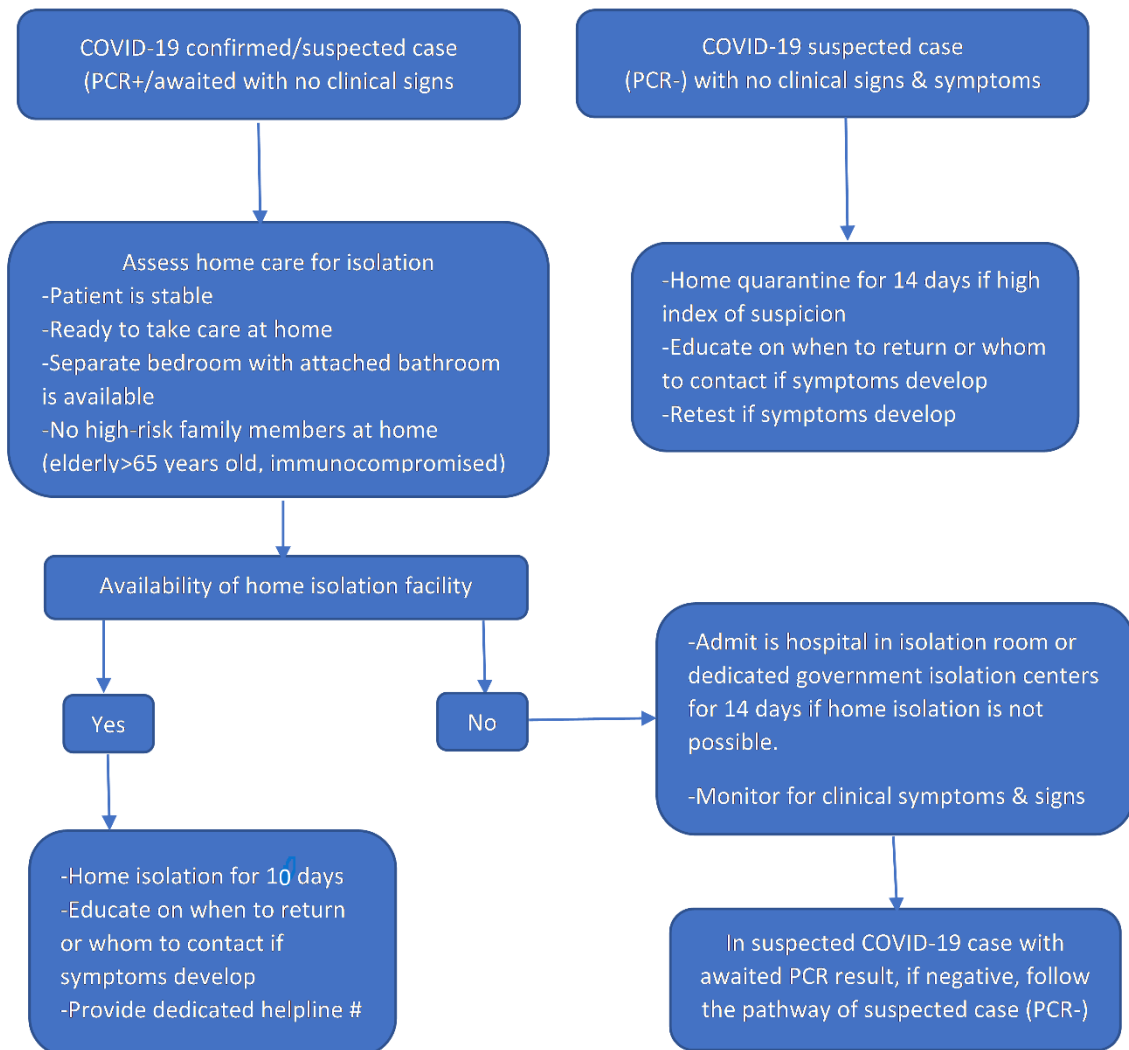 COVID-19 confirmed/suspected case
(PCR+/awaited with no clinical signs
COVID-19 suspected case
(PCR-) with no clinical signs & symptoms
Assess home care for isolation
-Patient is stable
-Ready to take care at home
-Separate bedroom with attached bathroom
is available
-No high-risk family members at home
(elderly>65 years old, immunocompromised)
-Home quarantine for 14 days if high
index of suspicion
-Educate on when to return or whom
to contact if symptoms develop
-Retest if symptoms develop
Availability of home isolation facility
Yes
No
-Admit is hospital in isolation room or
dedicated government isolation centers
for 14 days if home isolation is not
possible.
-Monitor for clinical symptoms & signs
-Home isolation for 10 days
-Educate on when to return
or whom to contact if
symptoms develop
-Provide dedicated helpline #
In suspected COVID-19 case with
awaited PCR result, if negative, follow
the pathway of suspected case (PCR-)